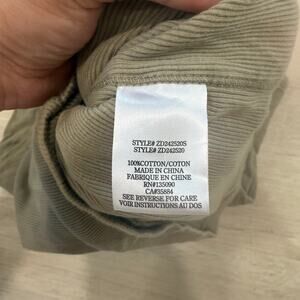 STYLE# ZD242520S
STYLE# ZD242520
100%COTTON/COTON
MADE IN CHINA
FABRIQUE EN CHINE
RN#135090
CA#35884
SEE REVERSE FOR CARE
VOIR INSTRUCTIONS AU DOS